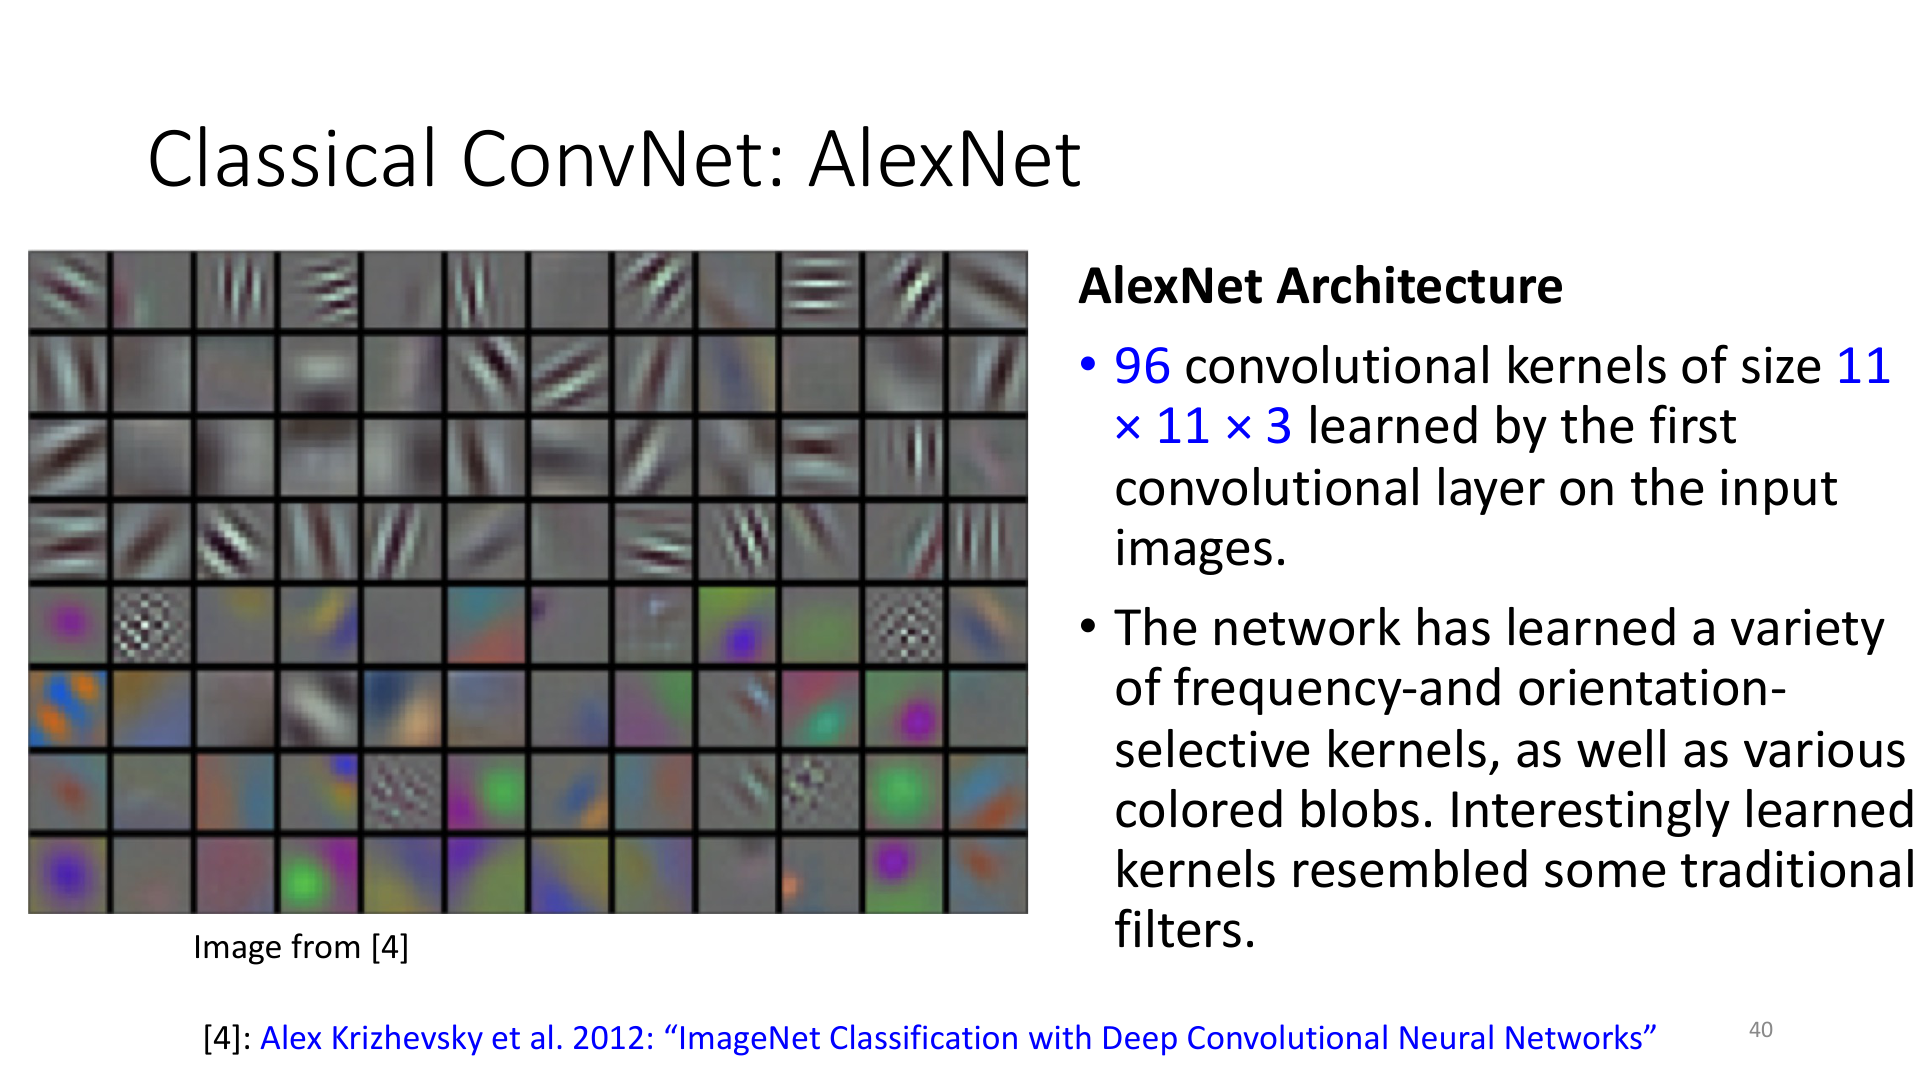 Classical ConvNet: AlexNet
AlexNet Architecture
• 96 convolutional kernels of size 11
× 11 × 3 learned by the first
convolutional layer on the input
images.
• The network has learned a variety
of frequency-and orientation-
selective kernels, as well as various
colored blobs. Interestingly learned
kernels resembled some traditional
filters.
Image from [4]
[4]: Alex Krizhevsky et al. 2012: “ImageNet Classification with Deep Convolutional Neural Networks”
40